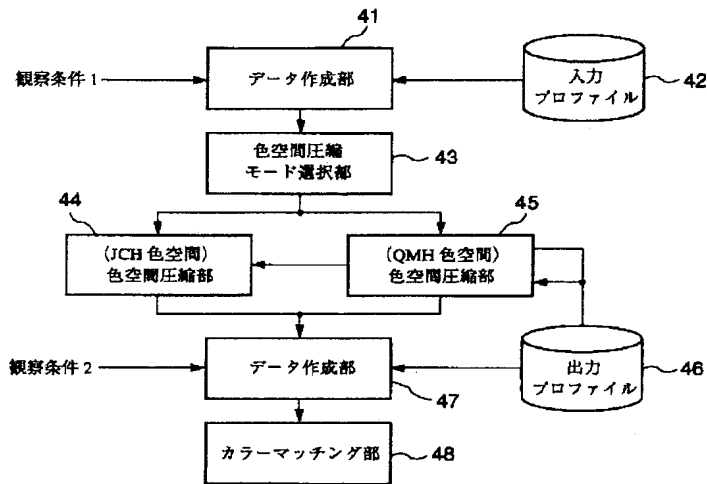 41
観察条件1
データ作成部
入力
プロファイル
42
色空間圧縮
モード選択部
43
44
(JCH 色空間)
色空間圧縮部
45
(QMH 色空間)
色空間圧縮部
観察条件2
データ作成部
47
出力
プロファイル
46
カラーマッチング部
48